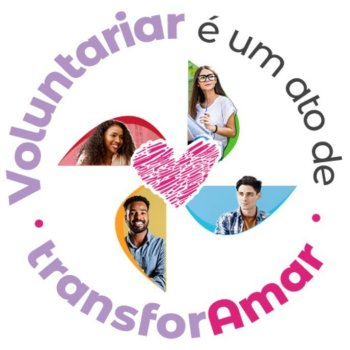 Voluntariar é um ato de
• transforAmar •